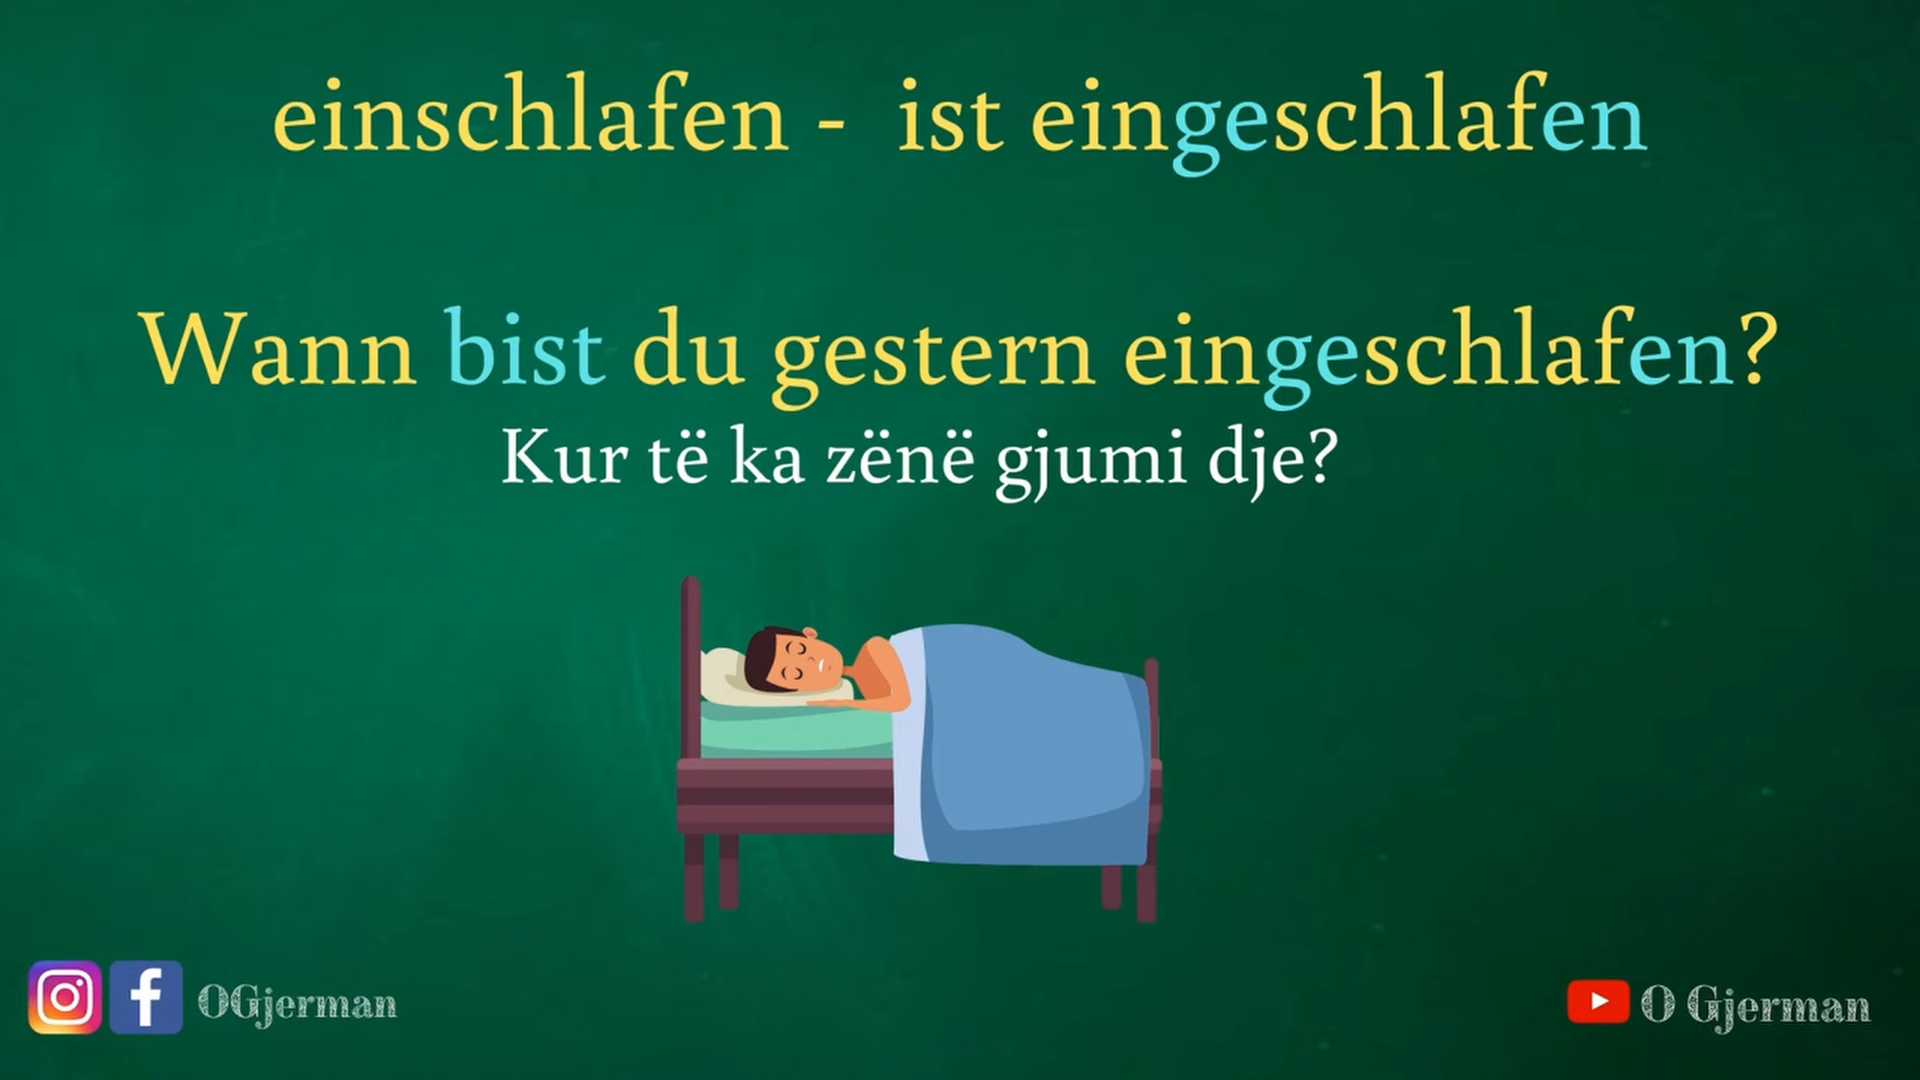 einschlafen - ist eingeschlafen
Wann bist du gestern eingeschlafen?
Kur të ka zënë gjumi dje?
OGjerman
O Gjerman